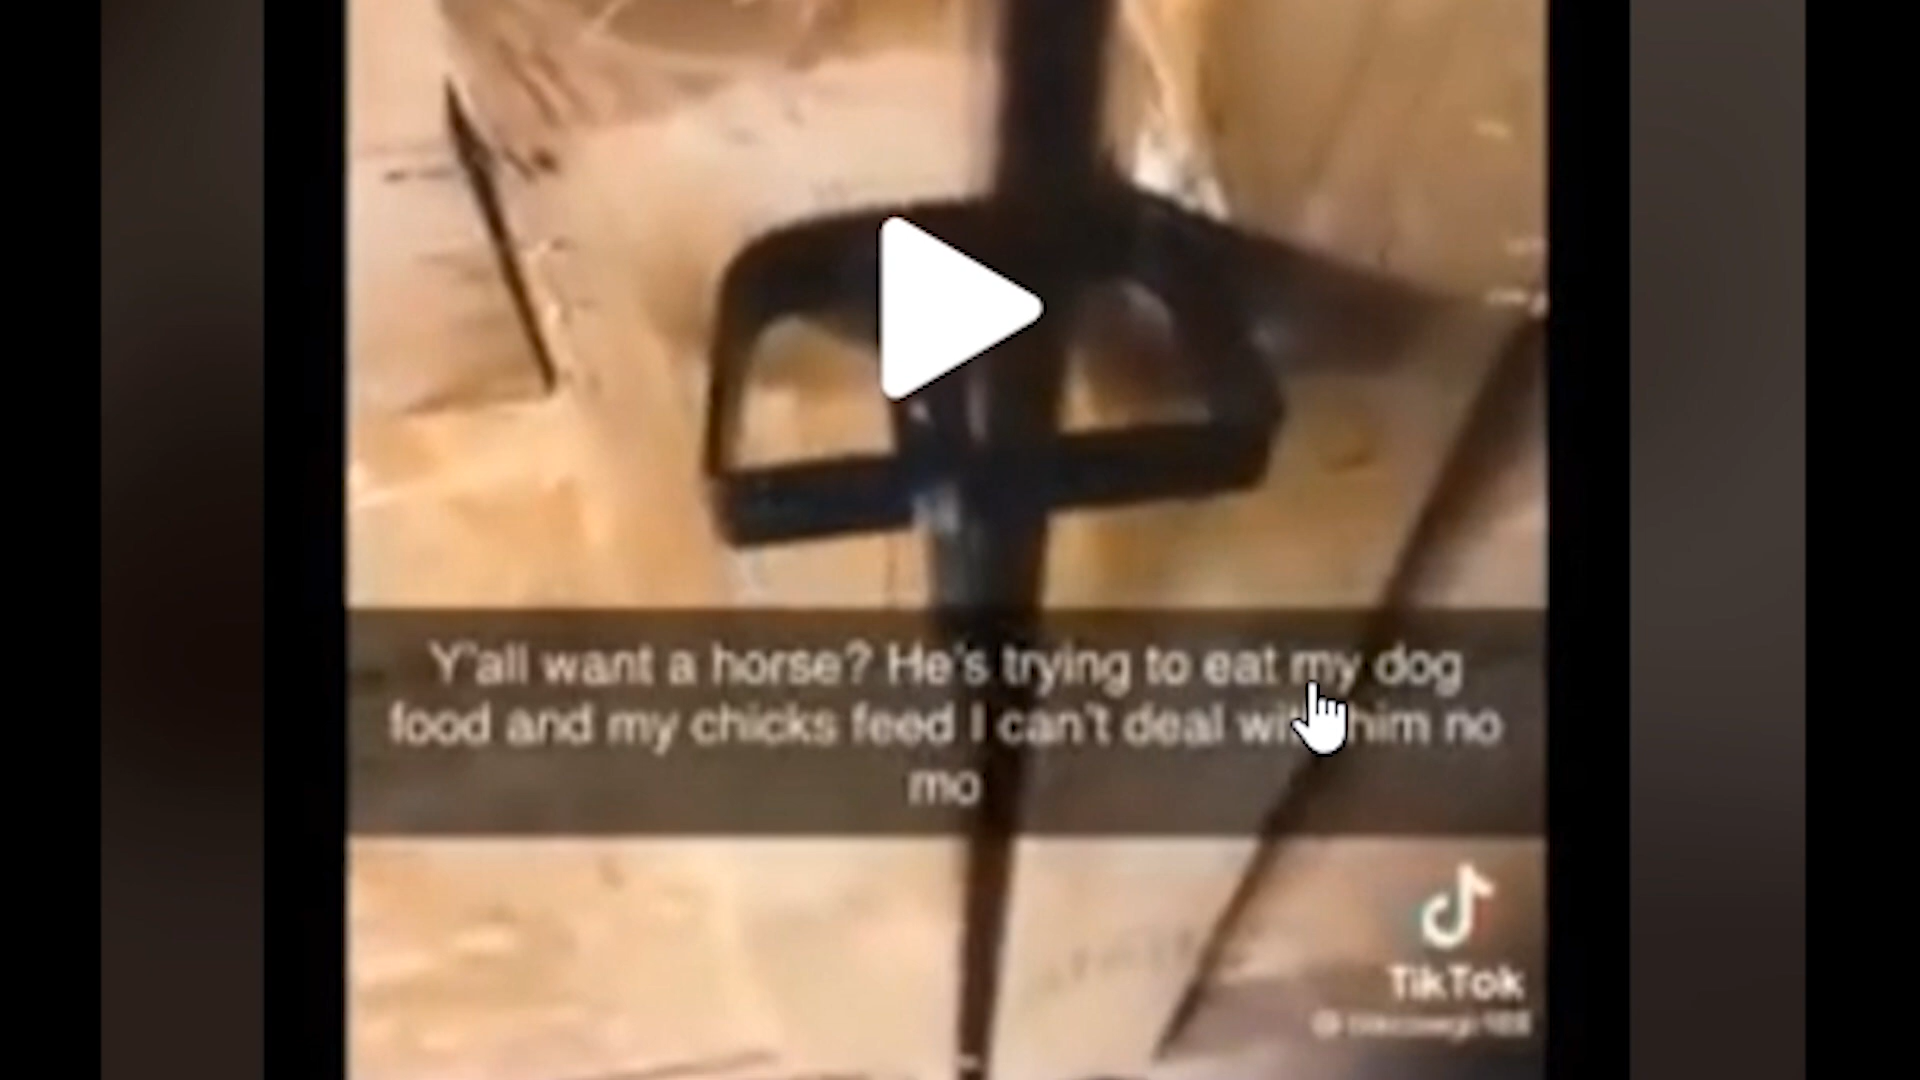 Y'all want a horse? He's trying to eat my dog
food and my chicks feed I can't deal with him no
mo
TikTok